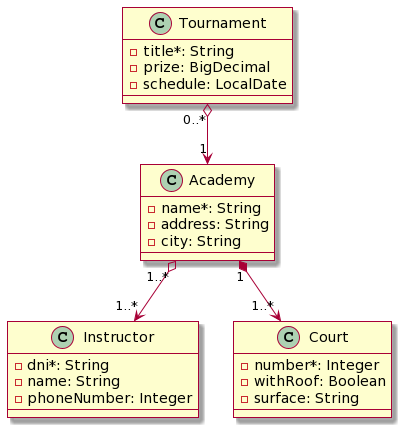 C Tournament
title*: String
prize: BigDecimal
schedule: LocalDate
0..*
1
C Academy
name*: String
address: String
city: String
1..*
1
1..*
1..*
C Instructor
dni*: String
name: String
phoneNumber: Integer
C Court
number*: Integer
withRoof: Boolean
surface: String